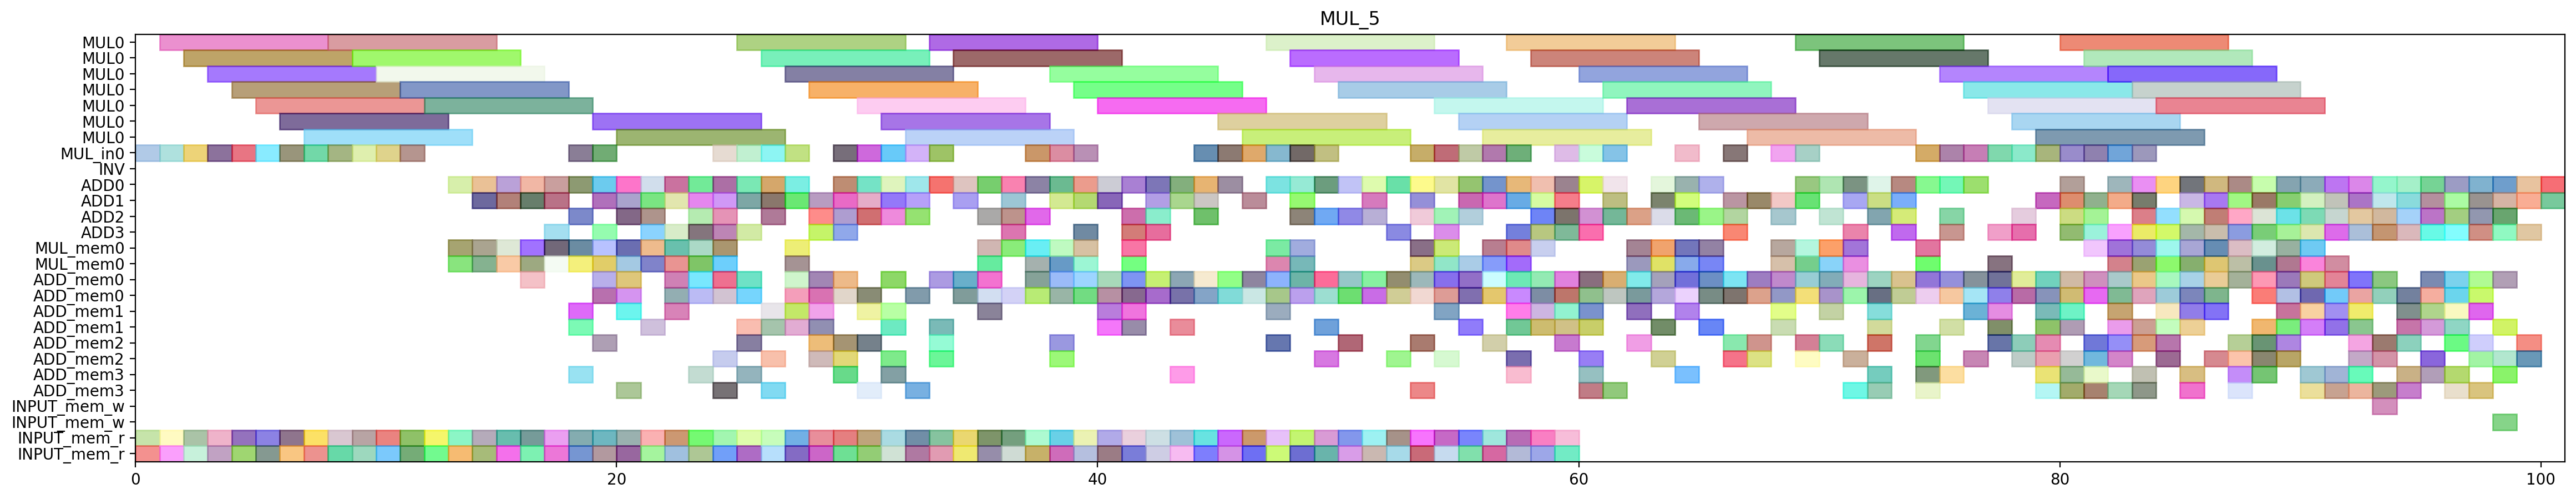 MUL_5
MUL0
MUL0
MUL0
MUL0
MUL0
MUL0
MUL0
MUL_in0
INV
ADD0
ADD1
ADD2
ADD3
MUL_mem0
MUL_mem0
ADD_mem0
ADD_mem0
ADD_mem1
ADD_mem1
ADD_mem2
ADD_mem2
ADD_mem3
ADD_mem3
INPUT_mem_w
INPUT_mem_w
INPUT_mem_r
INPUT_mem_r
0 20 40 60 80 100